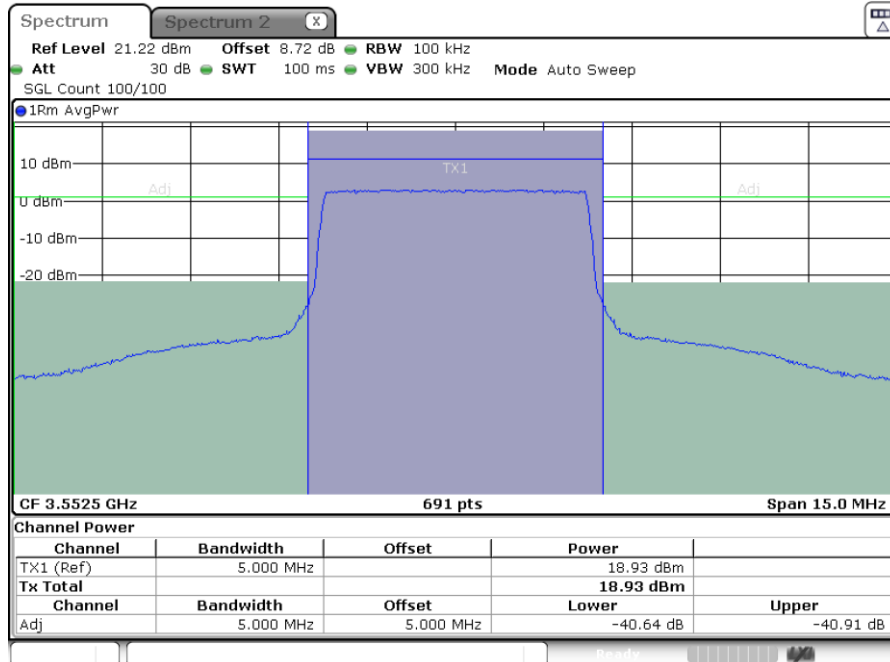 Spectrum Spectrum 2 X
Ref Level 21.22 dBm Offset 8.72 dB RBW 100 kHz
Att 30 dB SWT 100 ms VBW 300 kHz Mode Auto Sweep
SGL Count 100/100
1Rm AvgPwr
10 dBm
TX1
Adj Adj
0 dBm
-10 dBm
-20 dBm
CF 3.5525 GHz 691 pts Span 15.0 MHz
Channel Power
Channel Bandwidth Offset Power
TX1 (Ref) 5.000 MHz 18.93 dBm
Tx Total 18.93 dBm
Channel Bandwidth Offset Lower Upper
Adj 5.000 MHz 5.000 MHz -40.64 dB -40.91 dB
Ready